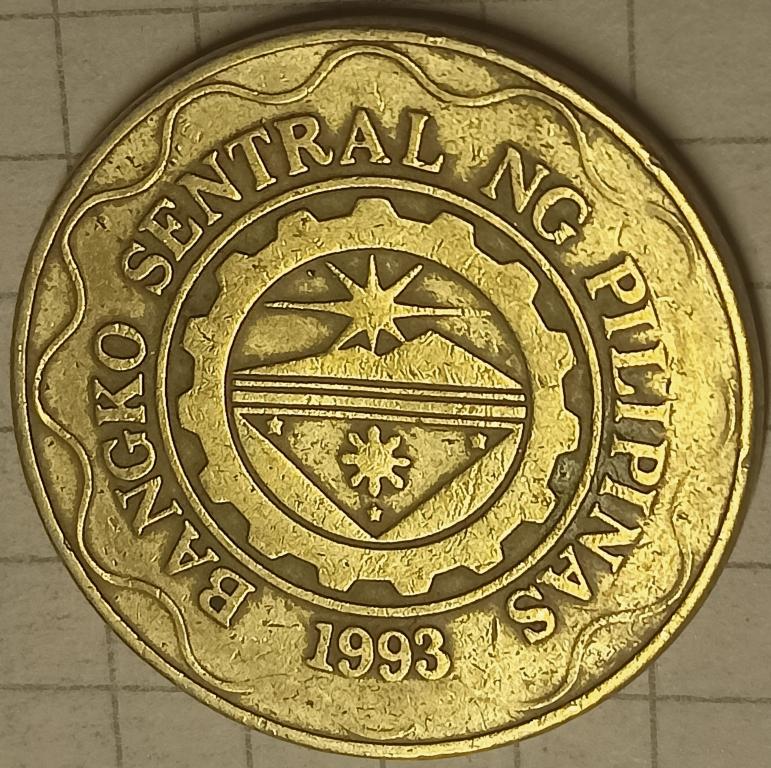 BANGKO SENTRAL NG PILIPINAS
1993